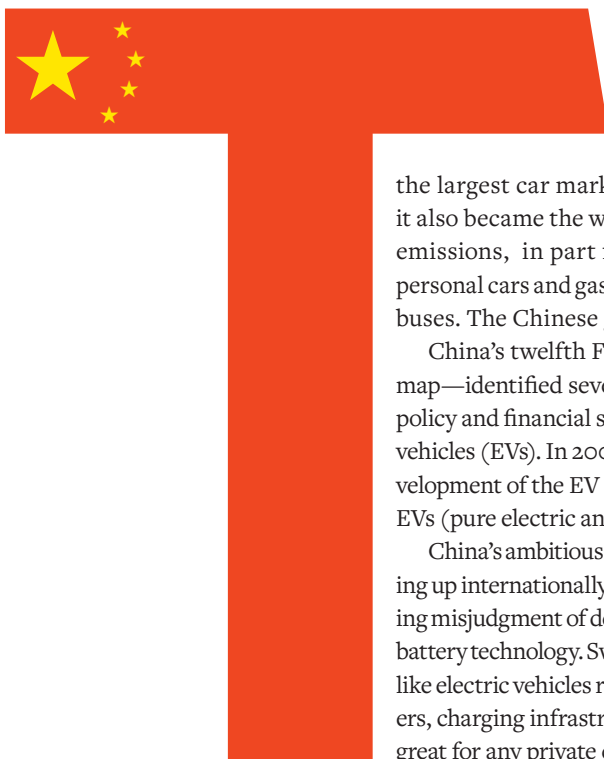 T
the largest car mark
it also became the w
emissions, in part
personal cars and gas
buses. The Chinese
China's twelfth F
map—identified seve
policy and financial s
vehicles (EVs). In 200
velopment of the EV
EVs (pure electric an
China's ambitious
ing up internationally
ing misjudgment of de
battery technology. Sw
like electric vehicles r
ers, charging infrastr
great for any private